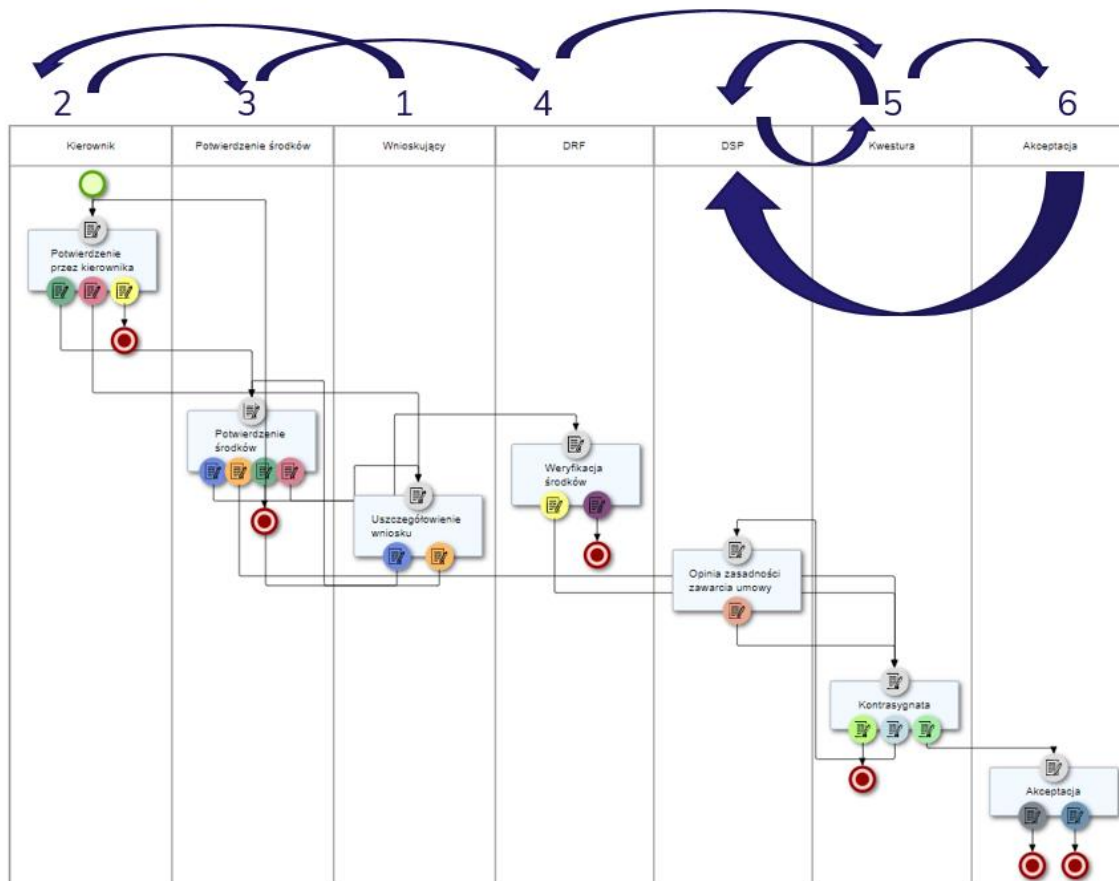 2 3 1 4 5 6
Kierownik Potwierdzenie środków Wnioskujący DRF DSP Kwestura Akceptacja
Potwierdzenie
przez kierownika
Potwierdzenie
środków
Weryfikacja
środków
Uszczegółowienie
wniosku
Opinia zasadności
zawarcia umowy
Kontrasygnata
Akceptacja